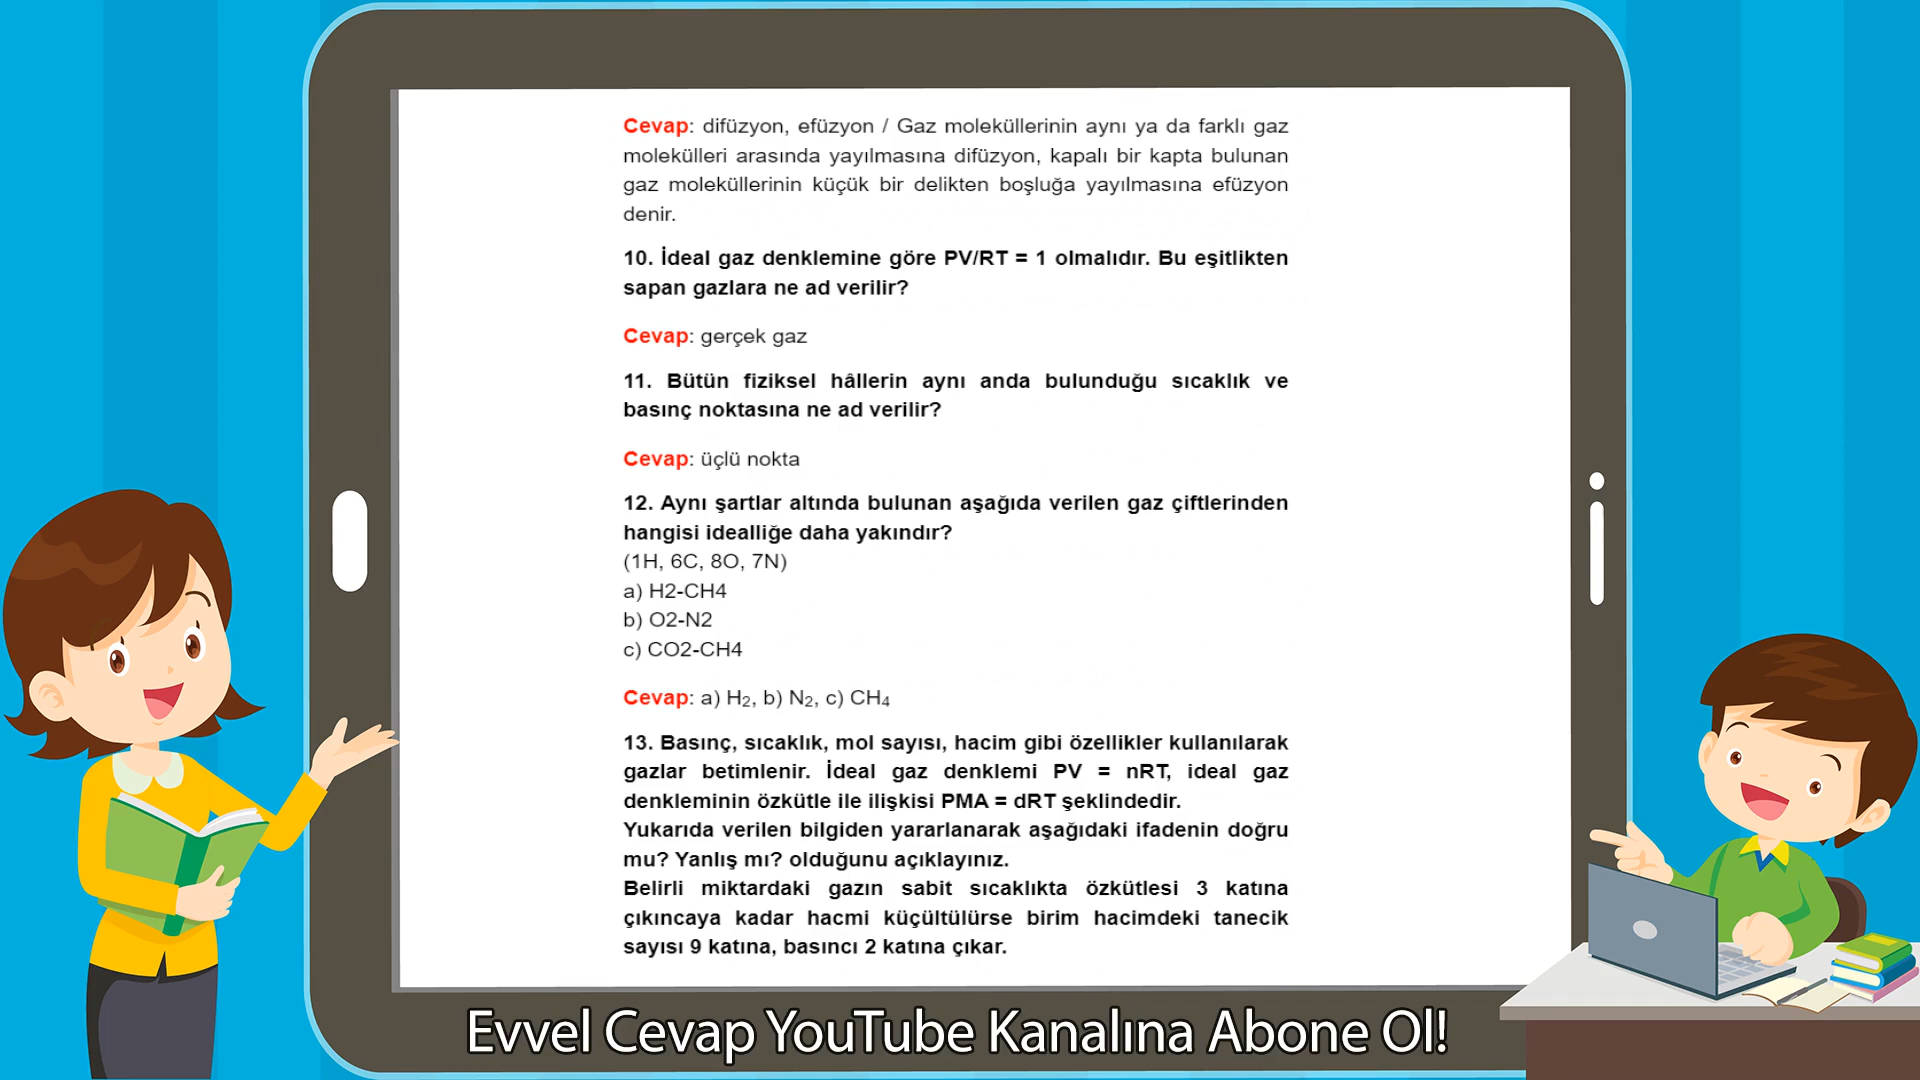 Cevap: difüzyon, efüzyon / Gaz moleküllerinin aynı ya da farklı gaz
molekülleri arasında yayılmasına difüzyon, kapalı bir kapta bulunan
gaz moleküllerinin küçük bir delikten boşluğa yayılmasına efüzyon
denir.
10. İdeal gaz denklemine göre PV/RT = 1 olmalıdır. Bu eşitlikten
sapan gazlara ne ad verilir?
Cevap: gerçek gaz
11. Bütün fiziksel hâllerin aynı anda bulunduğu sıcaklık ve
basınç noktasına ne ad verilir?
Cevap: üçlü nokta
12. Aynı şartlar altında bulunan aşağıda verilen gaz çiftlerinden
hangisi idealliğe daha yakındır?
(1H, 6C, 8O, 7N)
a) H2-CH4
b) O2-N2
c) CO2-CH4
Cevap: a) H₂, b) N₂, c) CH₄
13. Basınç, sıcaklık, mol sayısı, hacim gibi özellikler kullanılarak
gazlar betimlenir. İdeal gaz denklemi PV = nRT, ideal gaz
denkleminin özkütle ile ilişkisi PMA = dRT şeklindedir.
Yukarıda verilen bilgiden yararlanarak aşağıdaki ifadenin doğru
mu? Yanlış mı? olduğunu açıklayınız.
Belirli miktardaki gazın sabit sıcaklıkta özkütlesi 3 katına
çıkıncaya kadar hacmi küçültülürse birim hacimdeki tanecik
sayısı 9 katına, basıncı 2 katına çıkar.
Evvel Cevap YouTube Kanalına Abone Ol!